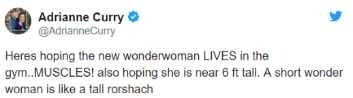 Adrianne Curry
@AdrianneCurry
Heres hoping the new wonderwoman LIVES in the
gym..MUSCLES! also hoping she is near 6 ft tall. A short wonder
woman is like a tall rorshach